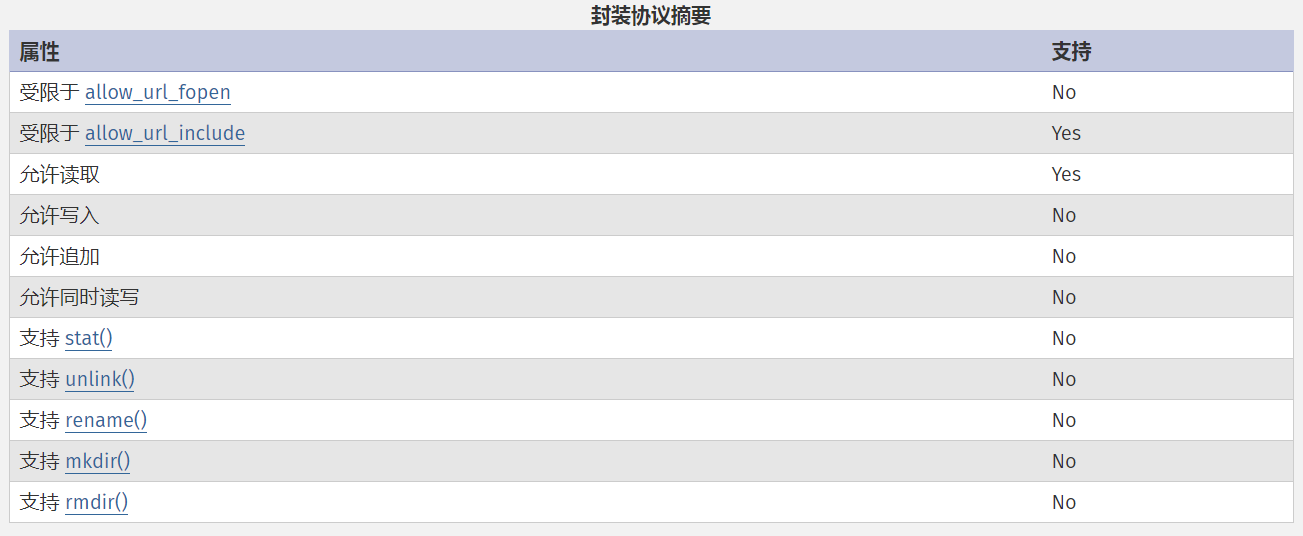 封装协议摘要
属性 支持
受限于 allow_url_fopen No
受限于 allow_url_include Yes
允许读取 Yes
允许写入 No
允许追加 No
允许同时读写 No
支持 stat() No
支持 unlink() No
支持 rename() No
支持 mkdir() No
支持 rmdir() No